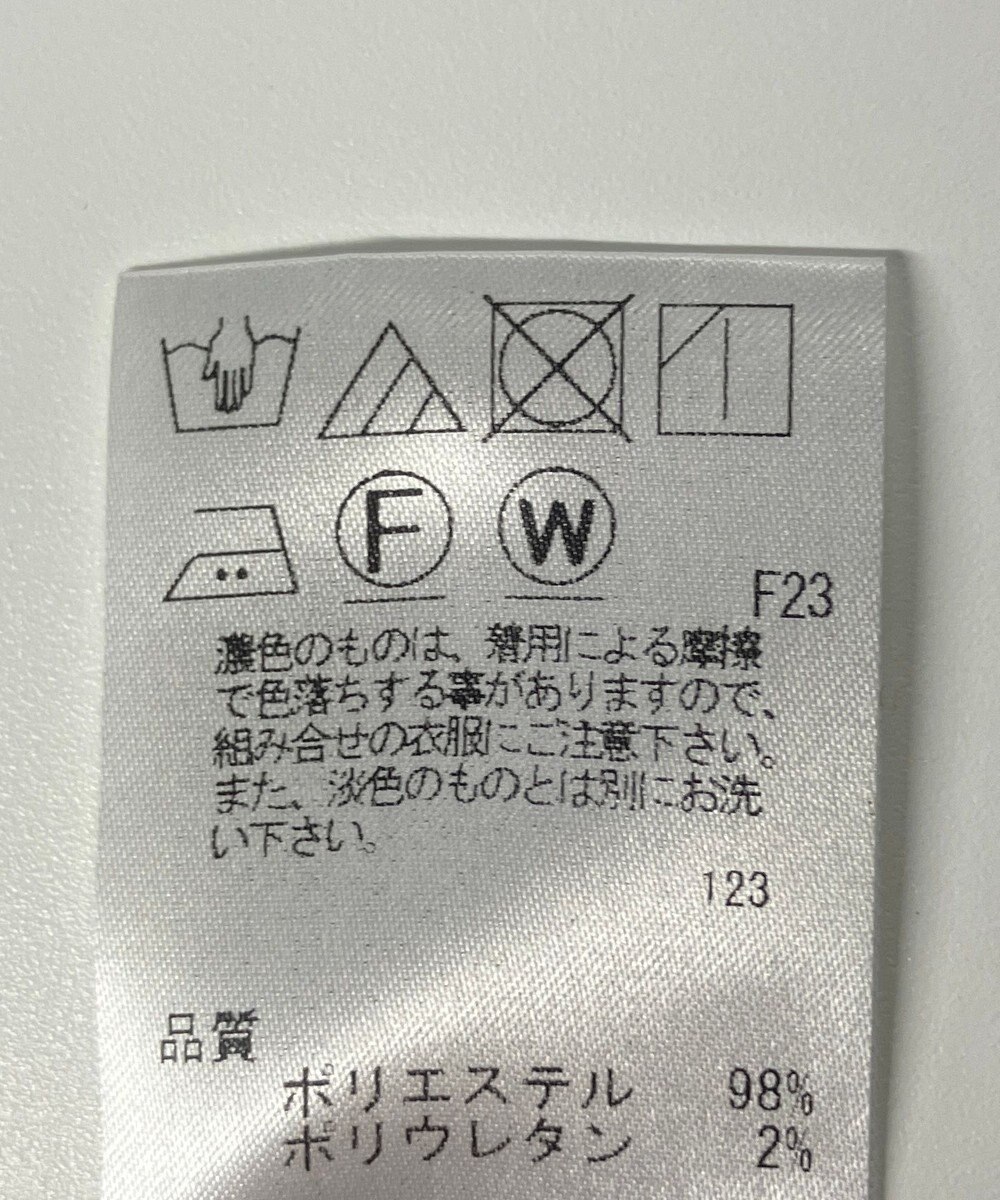 F
W
F23
濃色のものは、着用による摩擦
で色落ちする事がありますので、
組み合せの衣服にご注意下さい。
また、淡色のものとは別にお洗
い下さい。
123
品質
ポリエステル 98%
ポリウレタン 2%